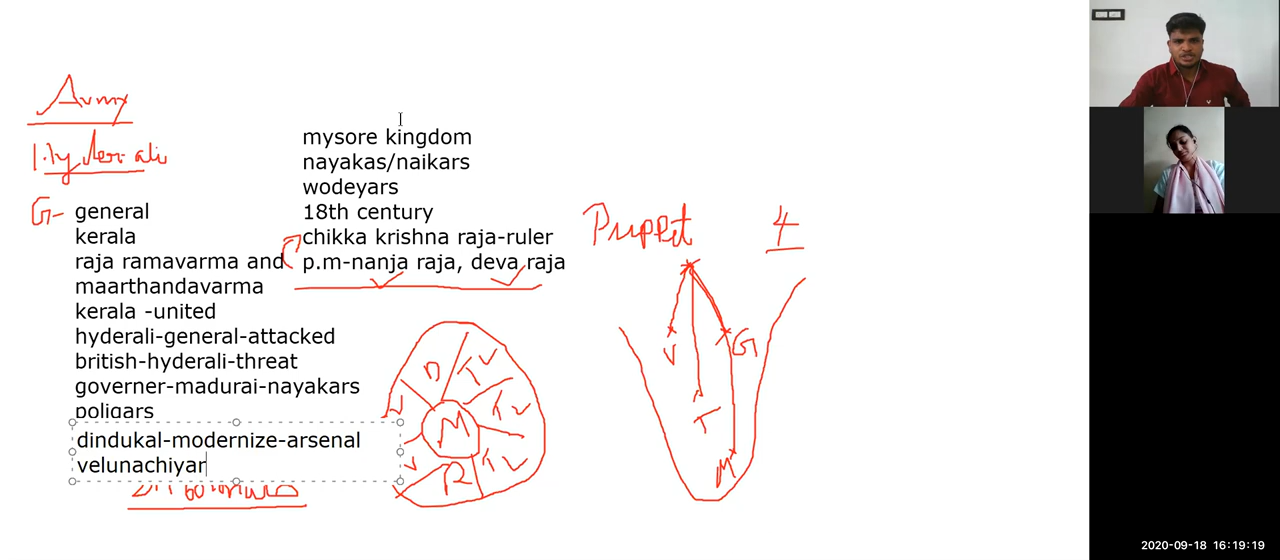 Army
Hyder ali
G-
general
kerala
raja ramavarma and
maarthandavarma
kerala -united
hyderali-general-attacked
british-hyderali-threat
governer-madurai-nayakars
poligars
dindukal-modernize-arsenal
velunachiyar
mysore kingdom
nayakas/naikars
wodeyars
18th century
chikka krishna raja-ruler
p.m-nanja raja, deva raja
D
M
Puppet 4
V
G
T
M
2020-09-18 16:19:19